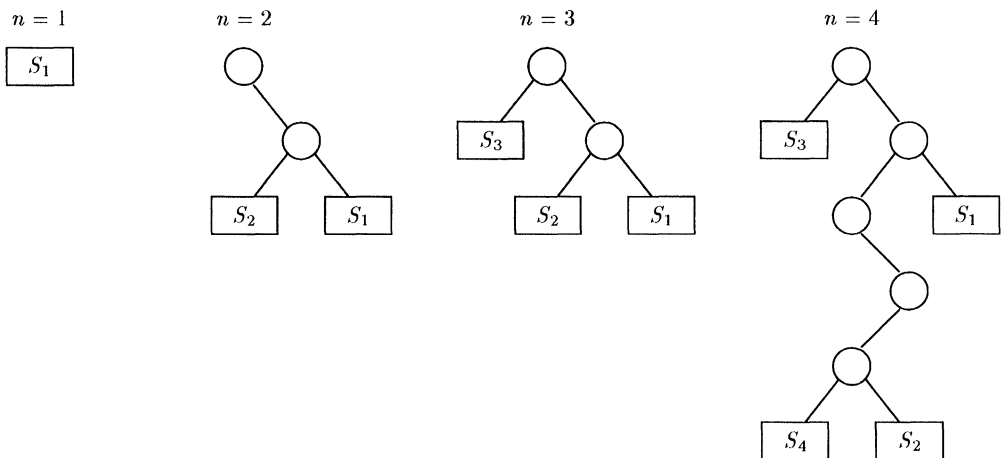 n = 1 n = 2 n = 3 n = 4
S₁
S₃ S₃
S₂ S₁ S₂ S₁ S₁
S₄ S₂